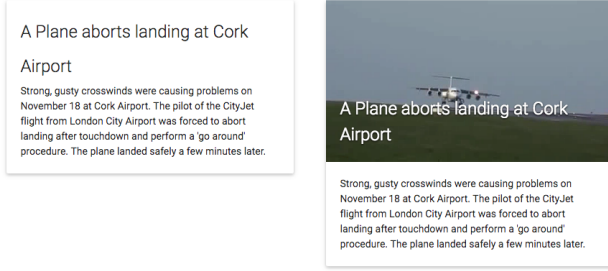 A Plane aborts landing at Cork
Airport
Strong, gusty crosswinds were causing problems on
November 18 at Cork Airport. The pilot of the CityJet
flight from London City Airport was forced to abort
landing after touchdown and perform a 'go around'
procedure. The plane landed safely a few minutes later.
A Plane aborts landing at Cork
Airport
Strong, gusty crosswinds were causing problems on
November 18 at Cork Airport. The pilot of the CityJet
flight from London City Airport was forced to abort
landing after touchdown and perform a 'go around'
procedure. The plane landed safely a few minutes later.